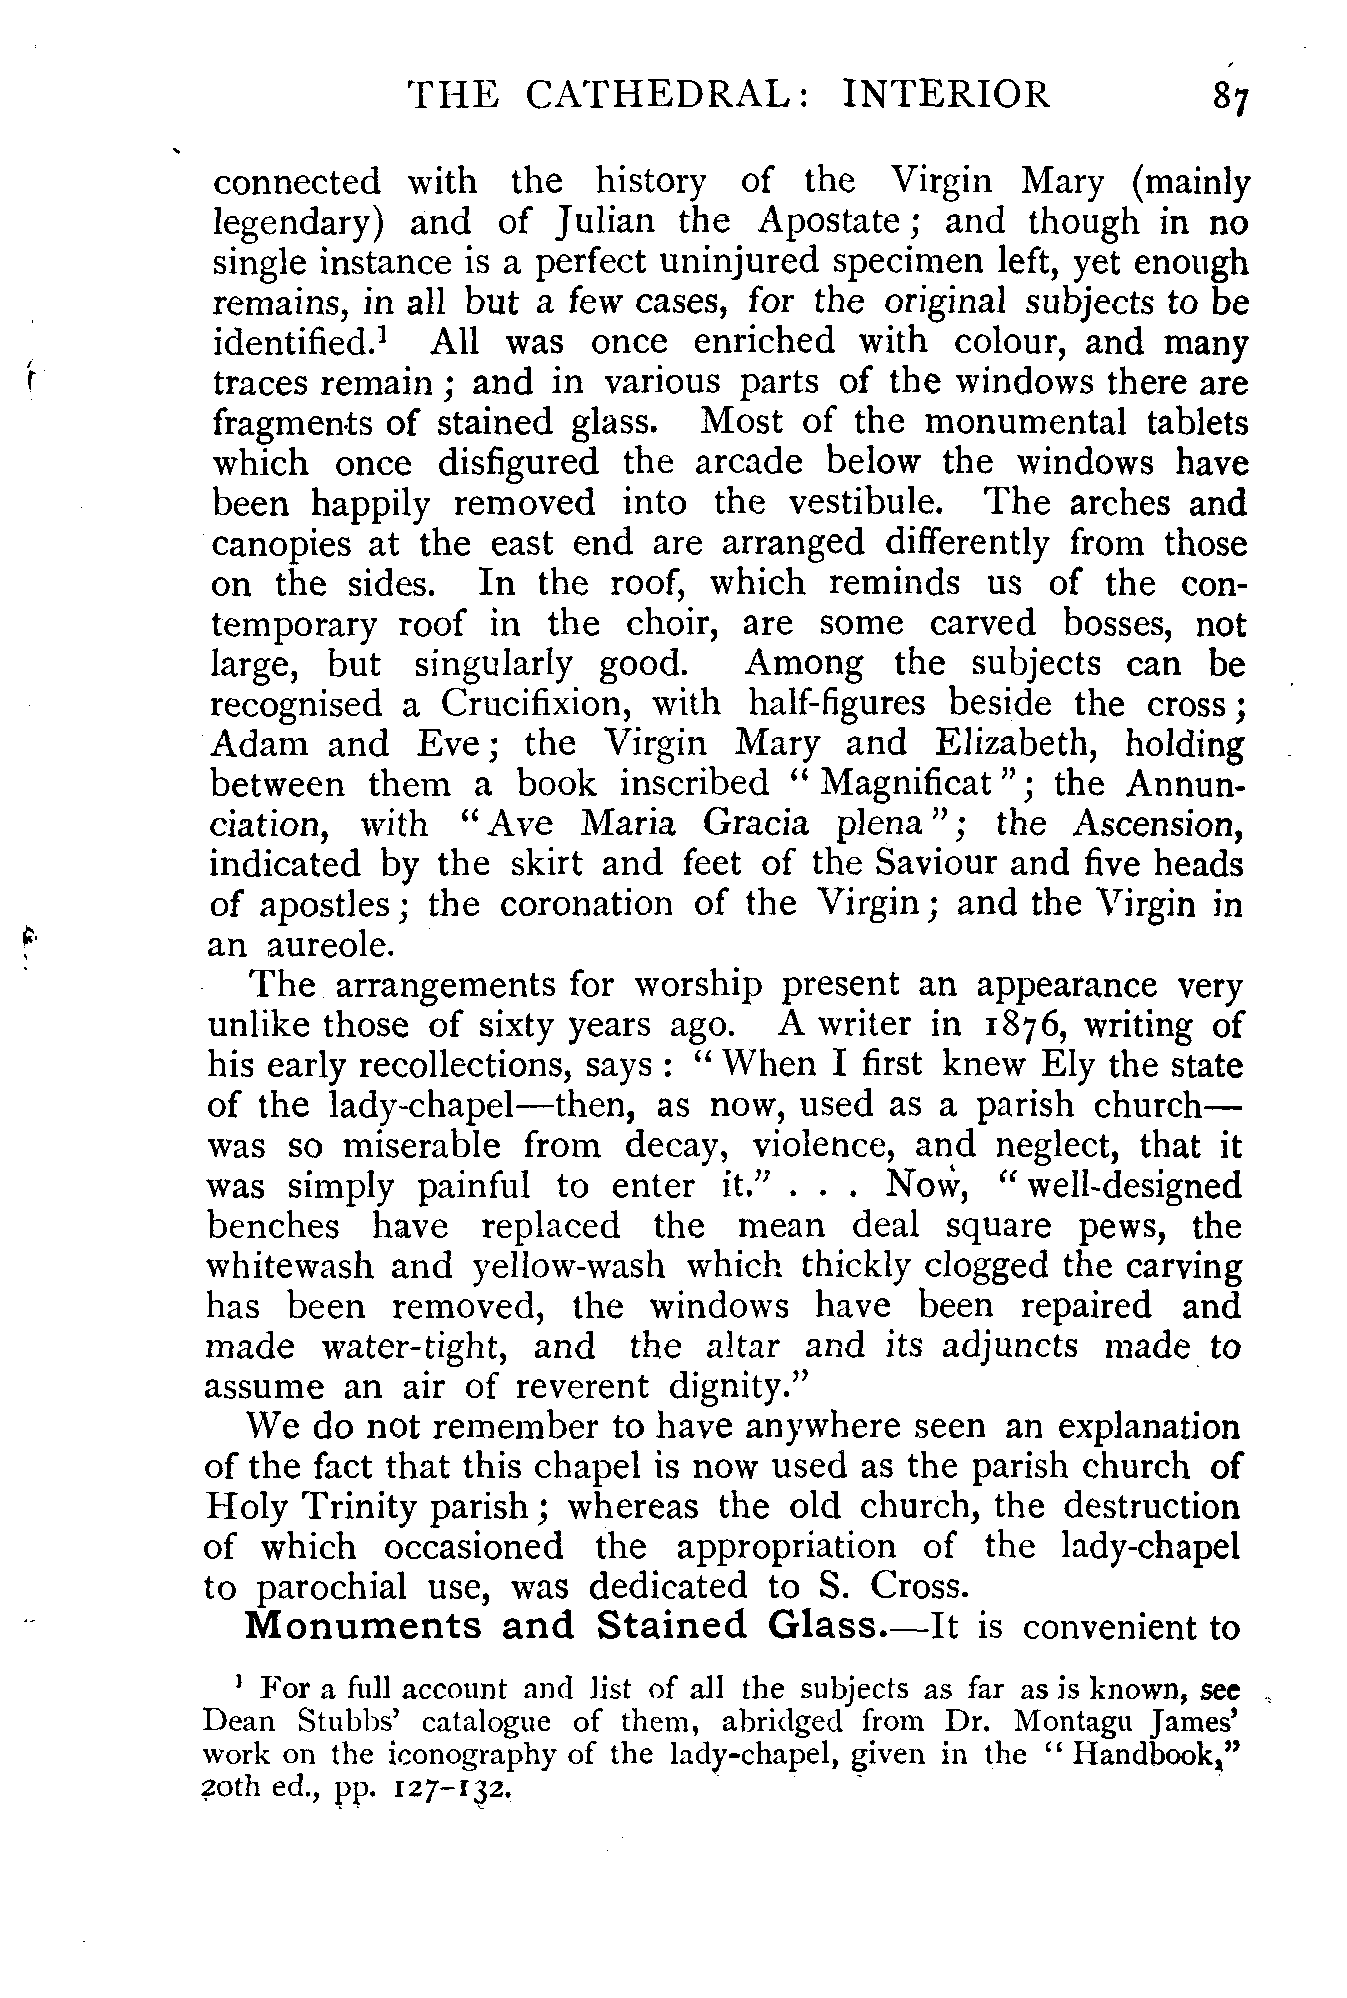 THE CATHEDRAL: INTERIOR 87
connected with the history of the Virgin Mary (mainly
legendary) and of Julian the Apostate; and though in no
single instance is a perfect uninjured specimen left, yet enough
remains, in all but a few cases, for the original subjects to be
identified.¹ All was once enriched with colour, and many
traces remain; and in various parts of the windows there are
fragments of stained glass. Most of the monumental tablets
which once disfigured the arcade below the windows have
been happily removed into the vestibule. The arches and
canopies at the east end are arranged differently from those
on the sides. In the roof, which reminds us of the con-
temporary roof in the choir, are some carved bosses, not
large, but singularly good. Among the subjects can be
recognised a Crucifixion, with half-figures beside the cross;
Adam and Eve; the Virgin Mary and Elizabeth, holding
between them a book inscribed "Magnificat"; the Annun-
ciation, with "Ave Maria Gracia plena"; the Ascension,
indicated by the skirt and feet of the Saviour and five heads
of apostles; the coronation of the Virgin; and the Virgin in
an aureole.
The arrangements for worship present an appearance very
unlike those of sixty years ago. A writer in 1876, writing of
his early recollections, says: "When I first knew Ely the state
of the lady-chapel—then, as now, used as a parish church—
was so miserable from decay, violence, and neglect, that it
was simply painful to enter it." . . . Now, "well-designed
benches have replaced the mean deal square pews, the
whitewash and yellow-wash which thickly clogged the carving
has been removed, the windows have been repaired and
made water-tight, and the altar and its adjuncts made to
assume an air of reverent dignity."
We do not remember to have anywhere seen an explanation
of the fact that this chapel is now used as the parish church of
Holy Trinity parish; whereas the old church, the destruction
of which occasioned the appropriation of the lady-chapel
to parochial use, was dedicated to S. Cross.
Monuments and Stained Glass.—It is convenient to
¹ For a full account and list of all the subjects as far as is known, see
Dean Stubbs' catalogue of them, abridged from Dr. Montagu James'
work on the iconography of the lady-chapel, given in the "Handbook,"
20th ed., pp. 127-132.